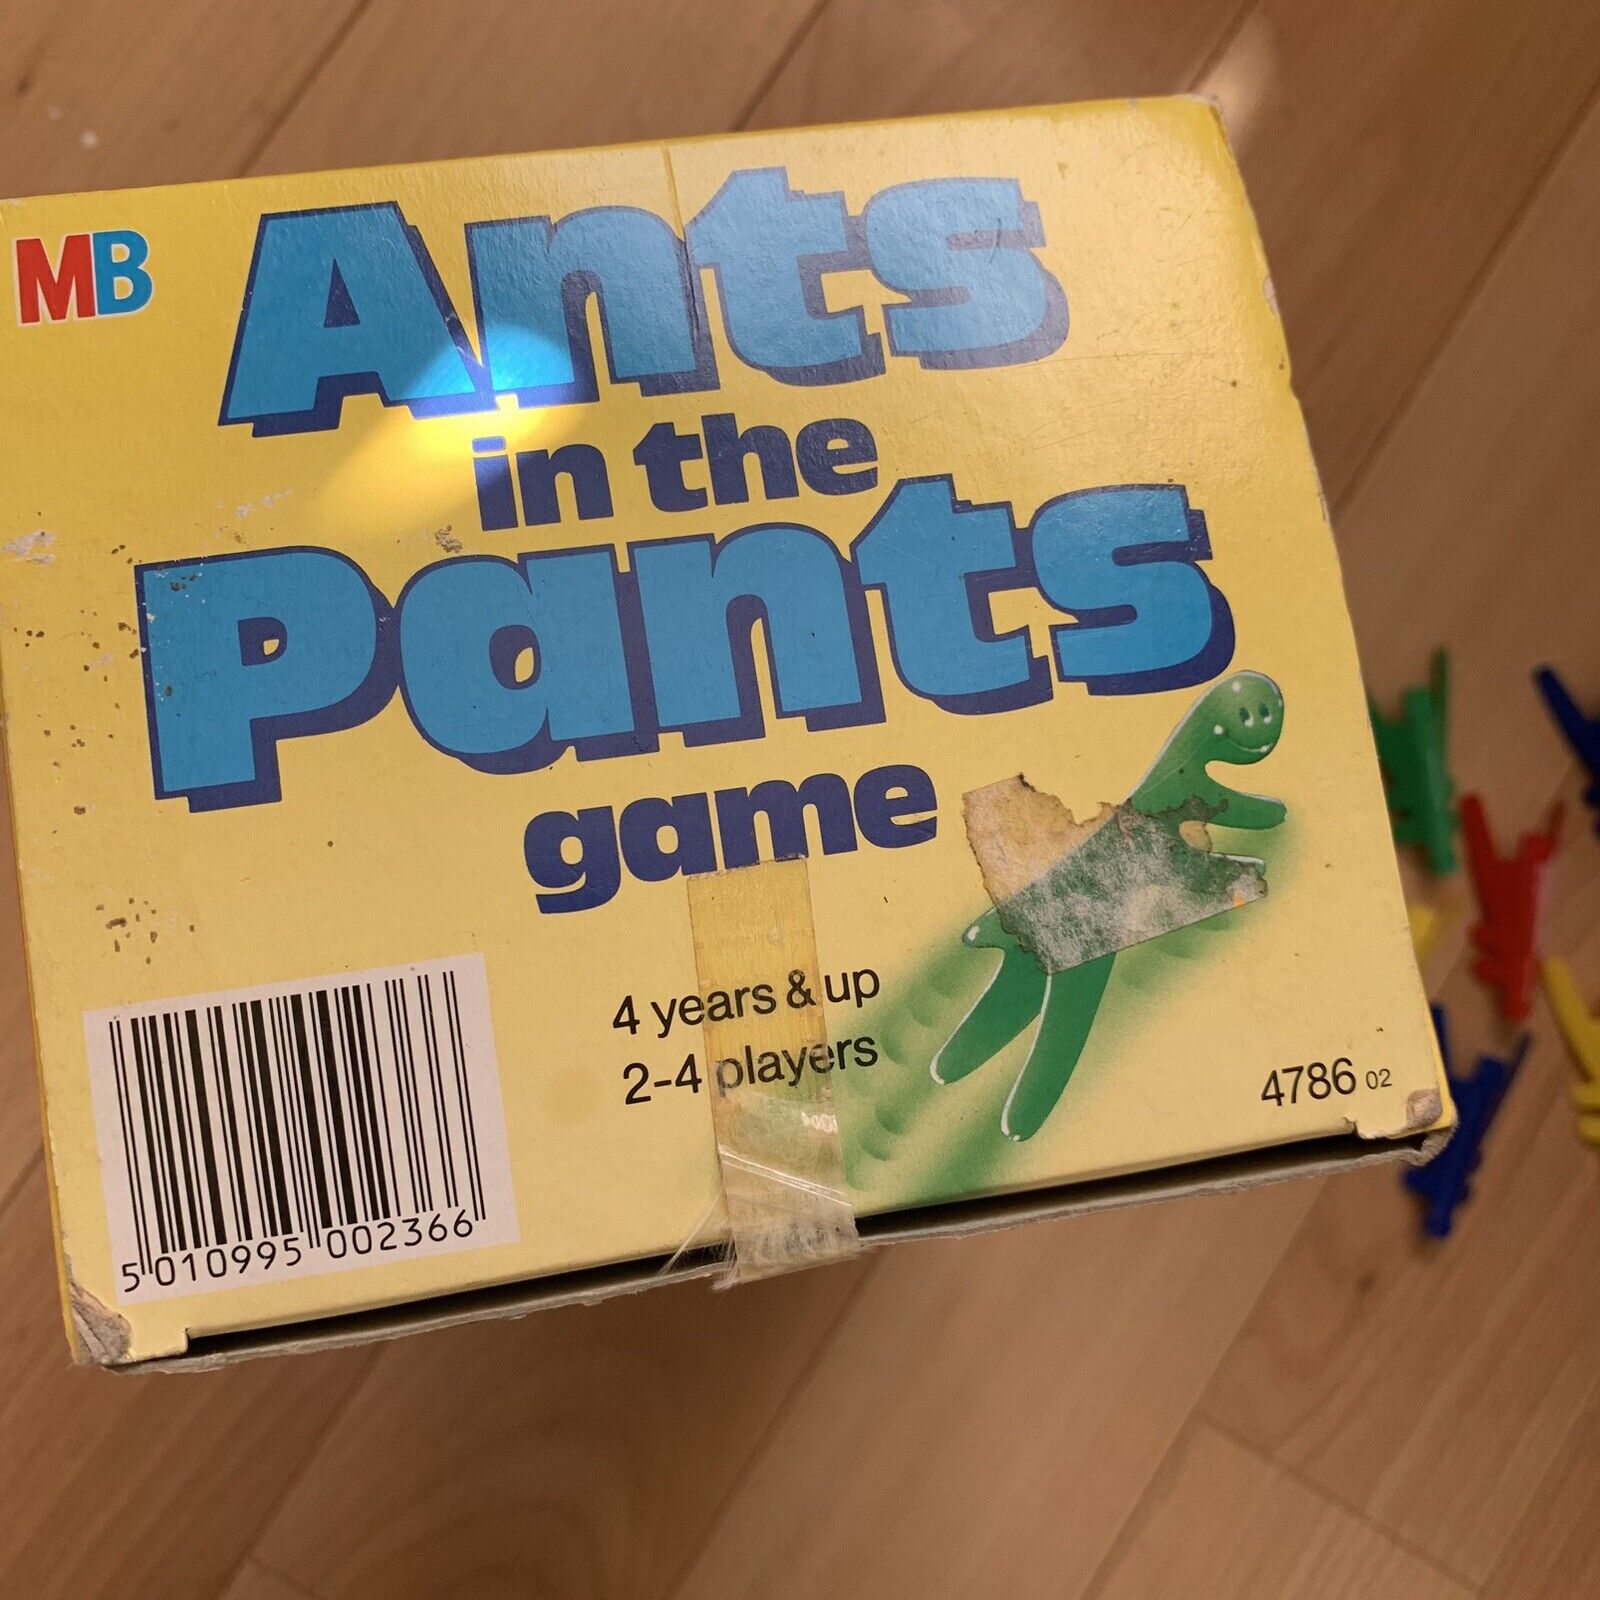 MB
Ants
in the
Pants
game
4 years & up
2-4 players
4786 02
5 010995 002366